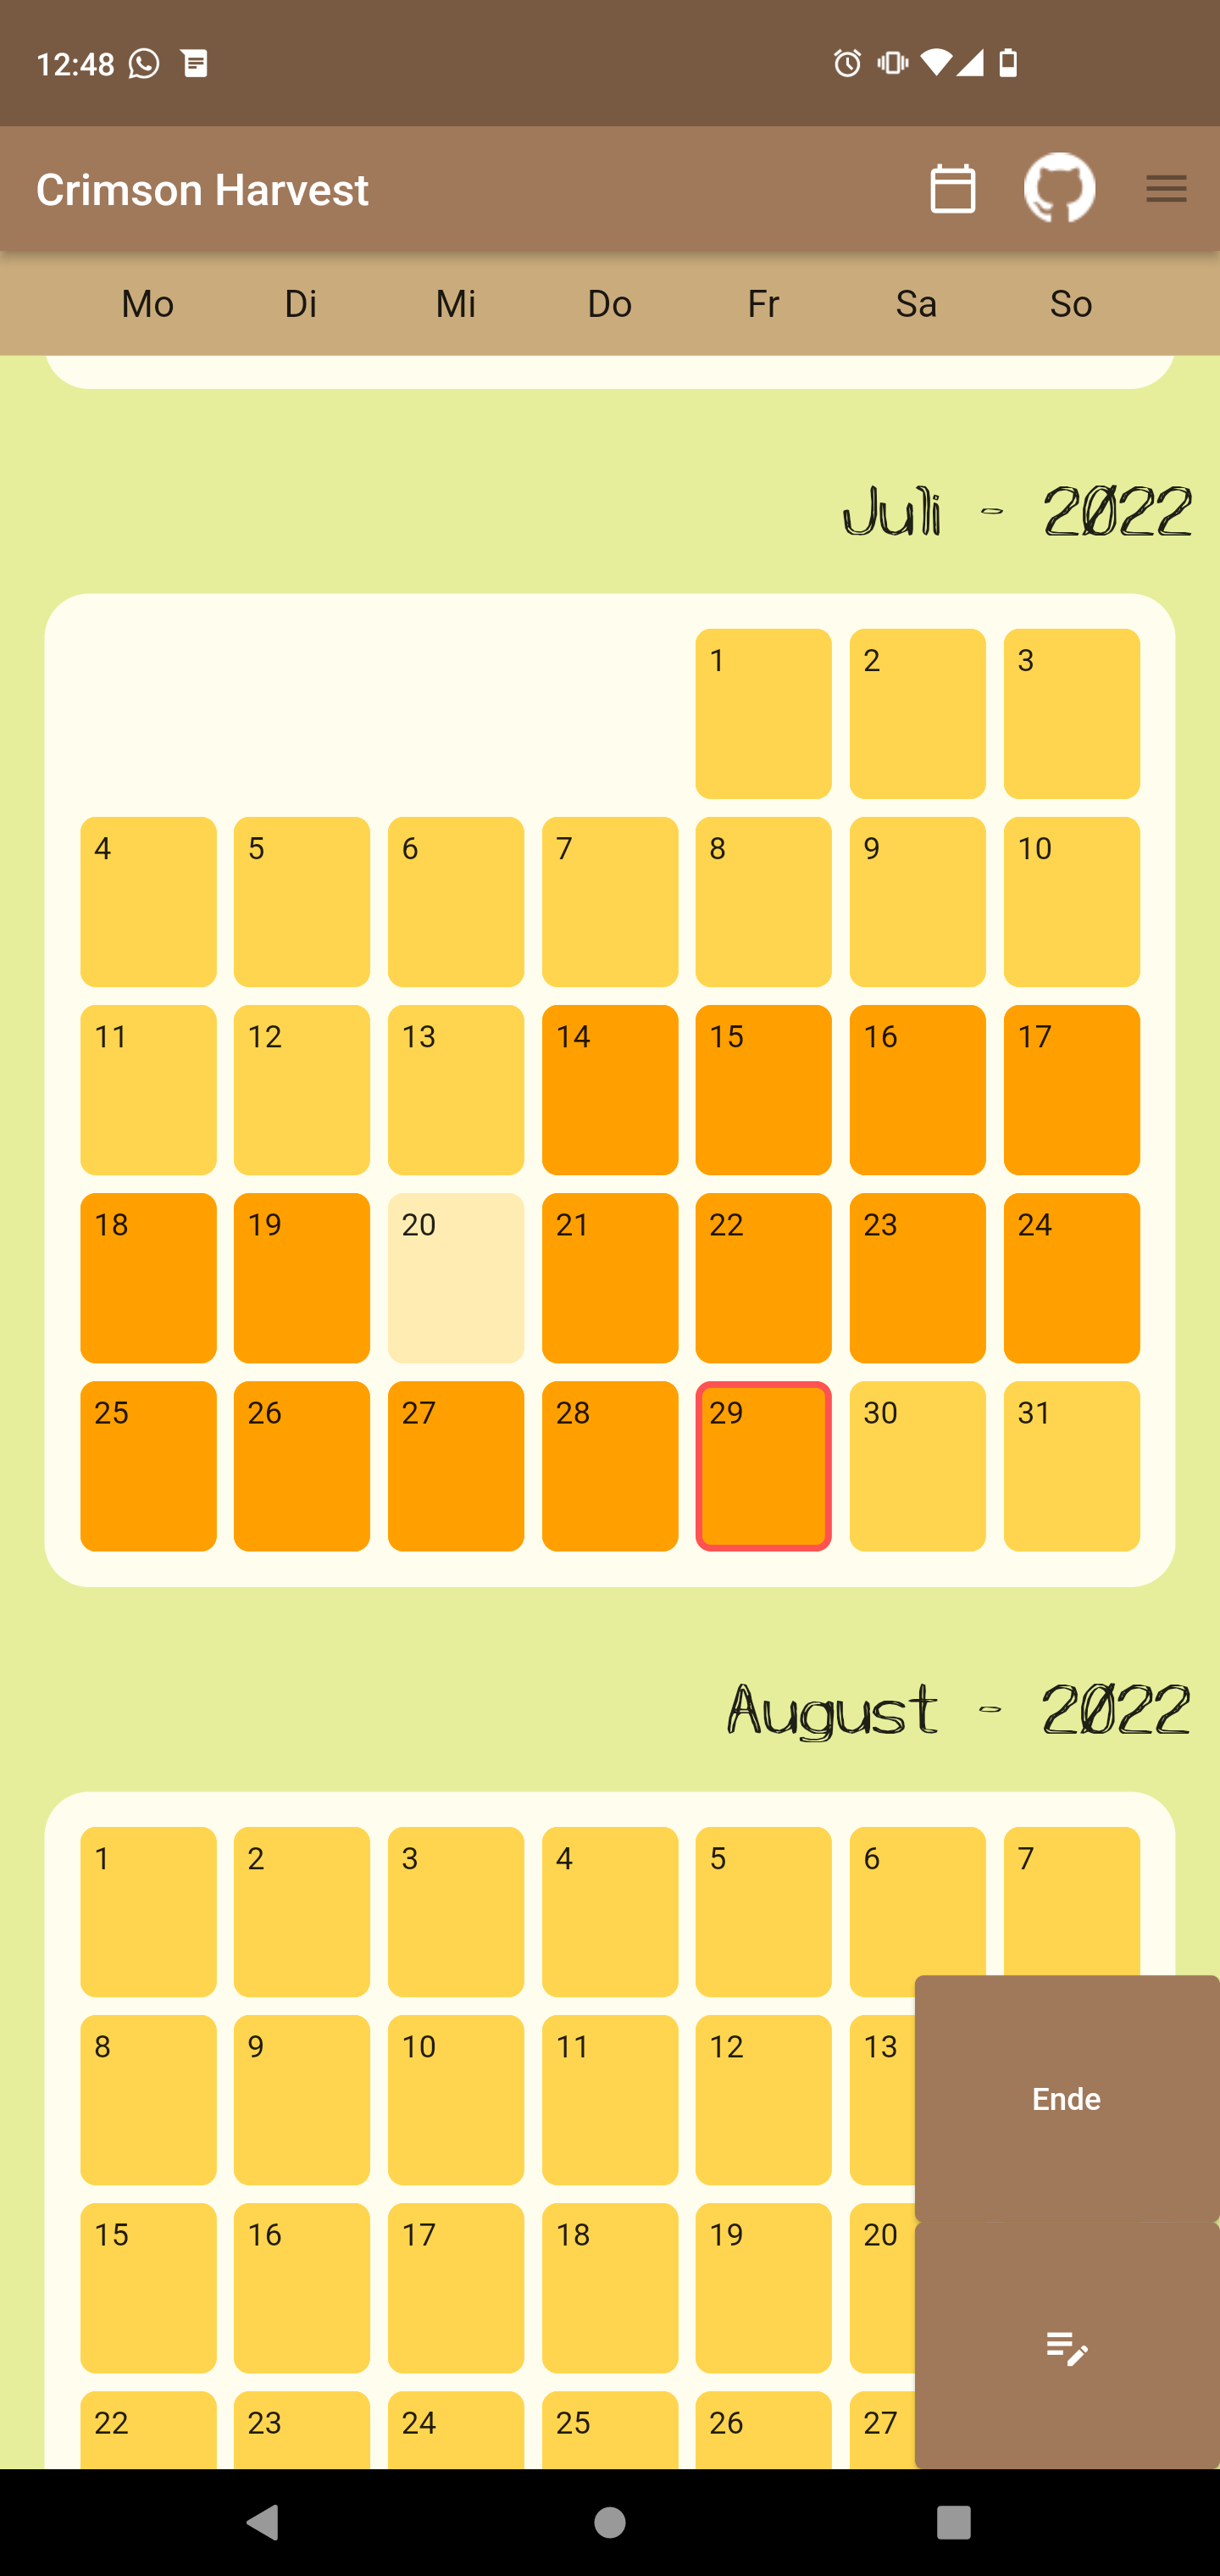 12:48
Crimson Harvest
Mo Di Mi Do Fr Sa So
Juli - 2022
1 2 3
4 5 6 7 8 9 10
11 12 13 14 15 16 17
18 19 20 21 22 23 24
25 26 27 28 29 30 31
August - 2022
1 2 3 4 5 6 7
8 9 10 11 12 13
Ende
15 16 17 18 19 20
22 23 24 25 26 27